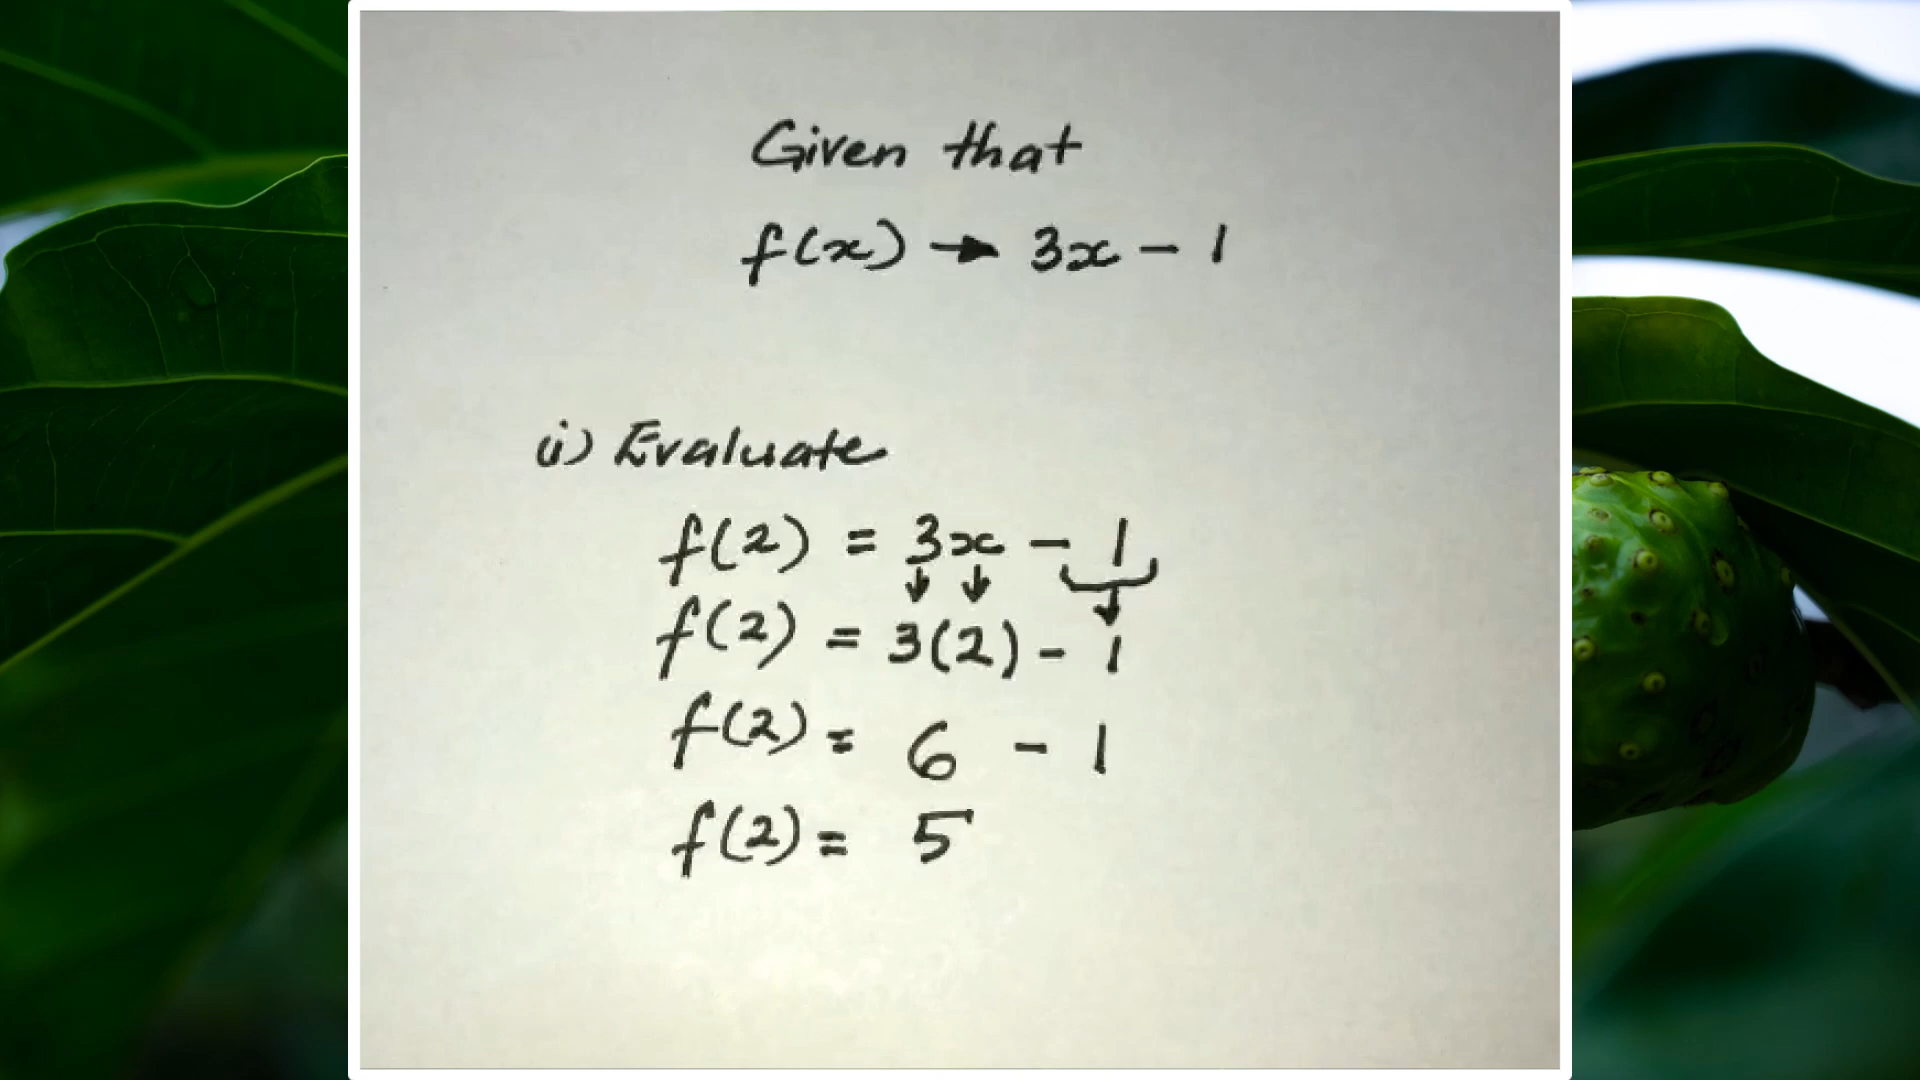 Given that
f(x) → 3x - 1
i) Evaluate
f(2) = 3x - 1
f(2) = 3(2) - 1
f(2) = 6 - 1
f(2) = 5